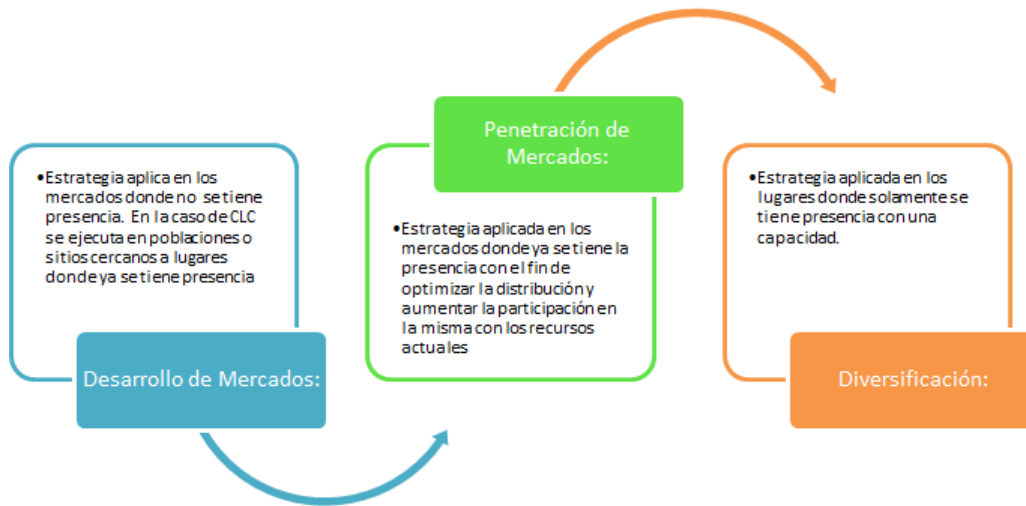 •Estrategia aplica en los
mercados donde no se tiene
presencia. En la caso de CLC
se ejecuta en poblaciones o
sitios cercanos a lugares
donde ya se tiene presencia
Desarrollo de Mercados:
Penetración de
Mercados:
•Estrategia aplicada en los
mercados donde ya se tiene la
presencia con el fin de
optimizar la distribución y
aumentar la participación en
la misma con los recursos
actuales
•Estrategia aplicada en los
lugares donde solamente se
tiene presencia con una
capacidad.
Diversificación: